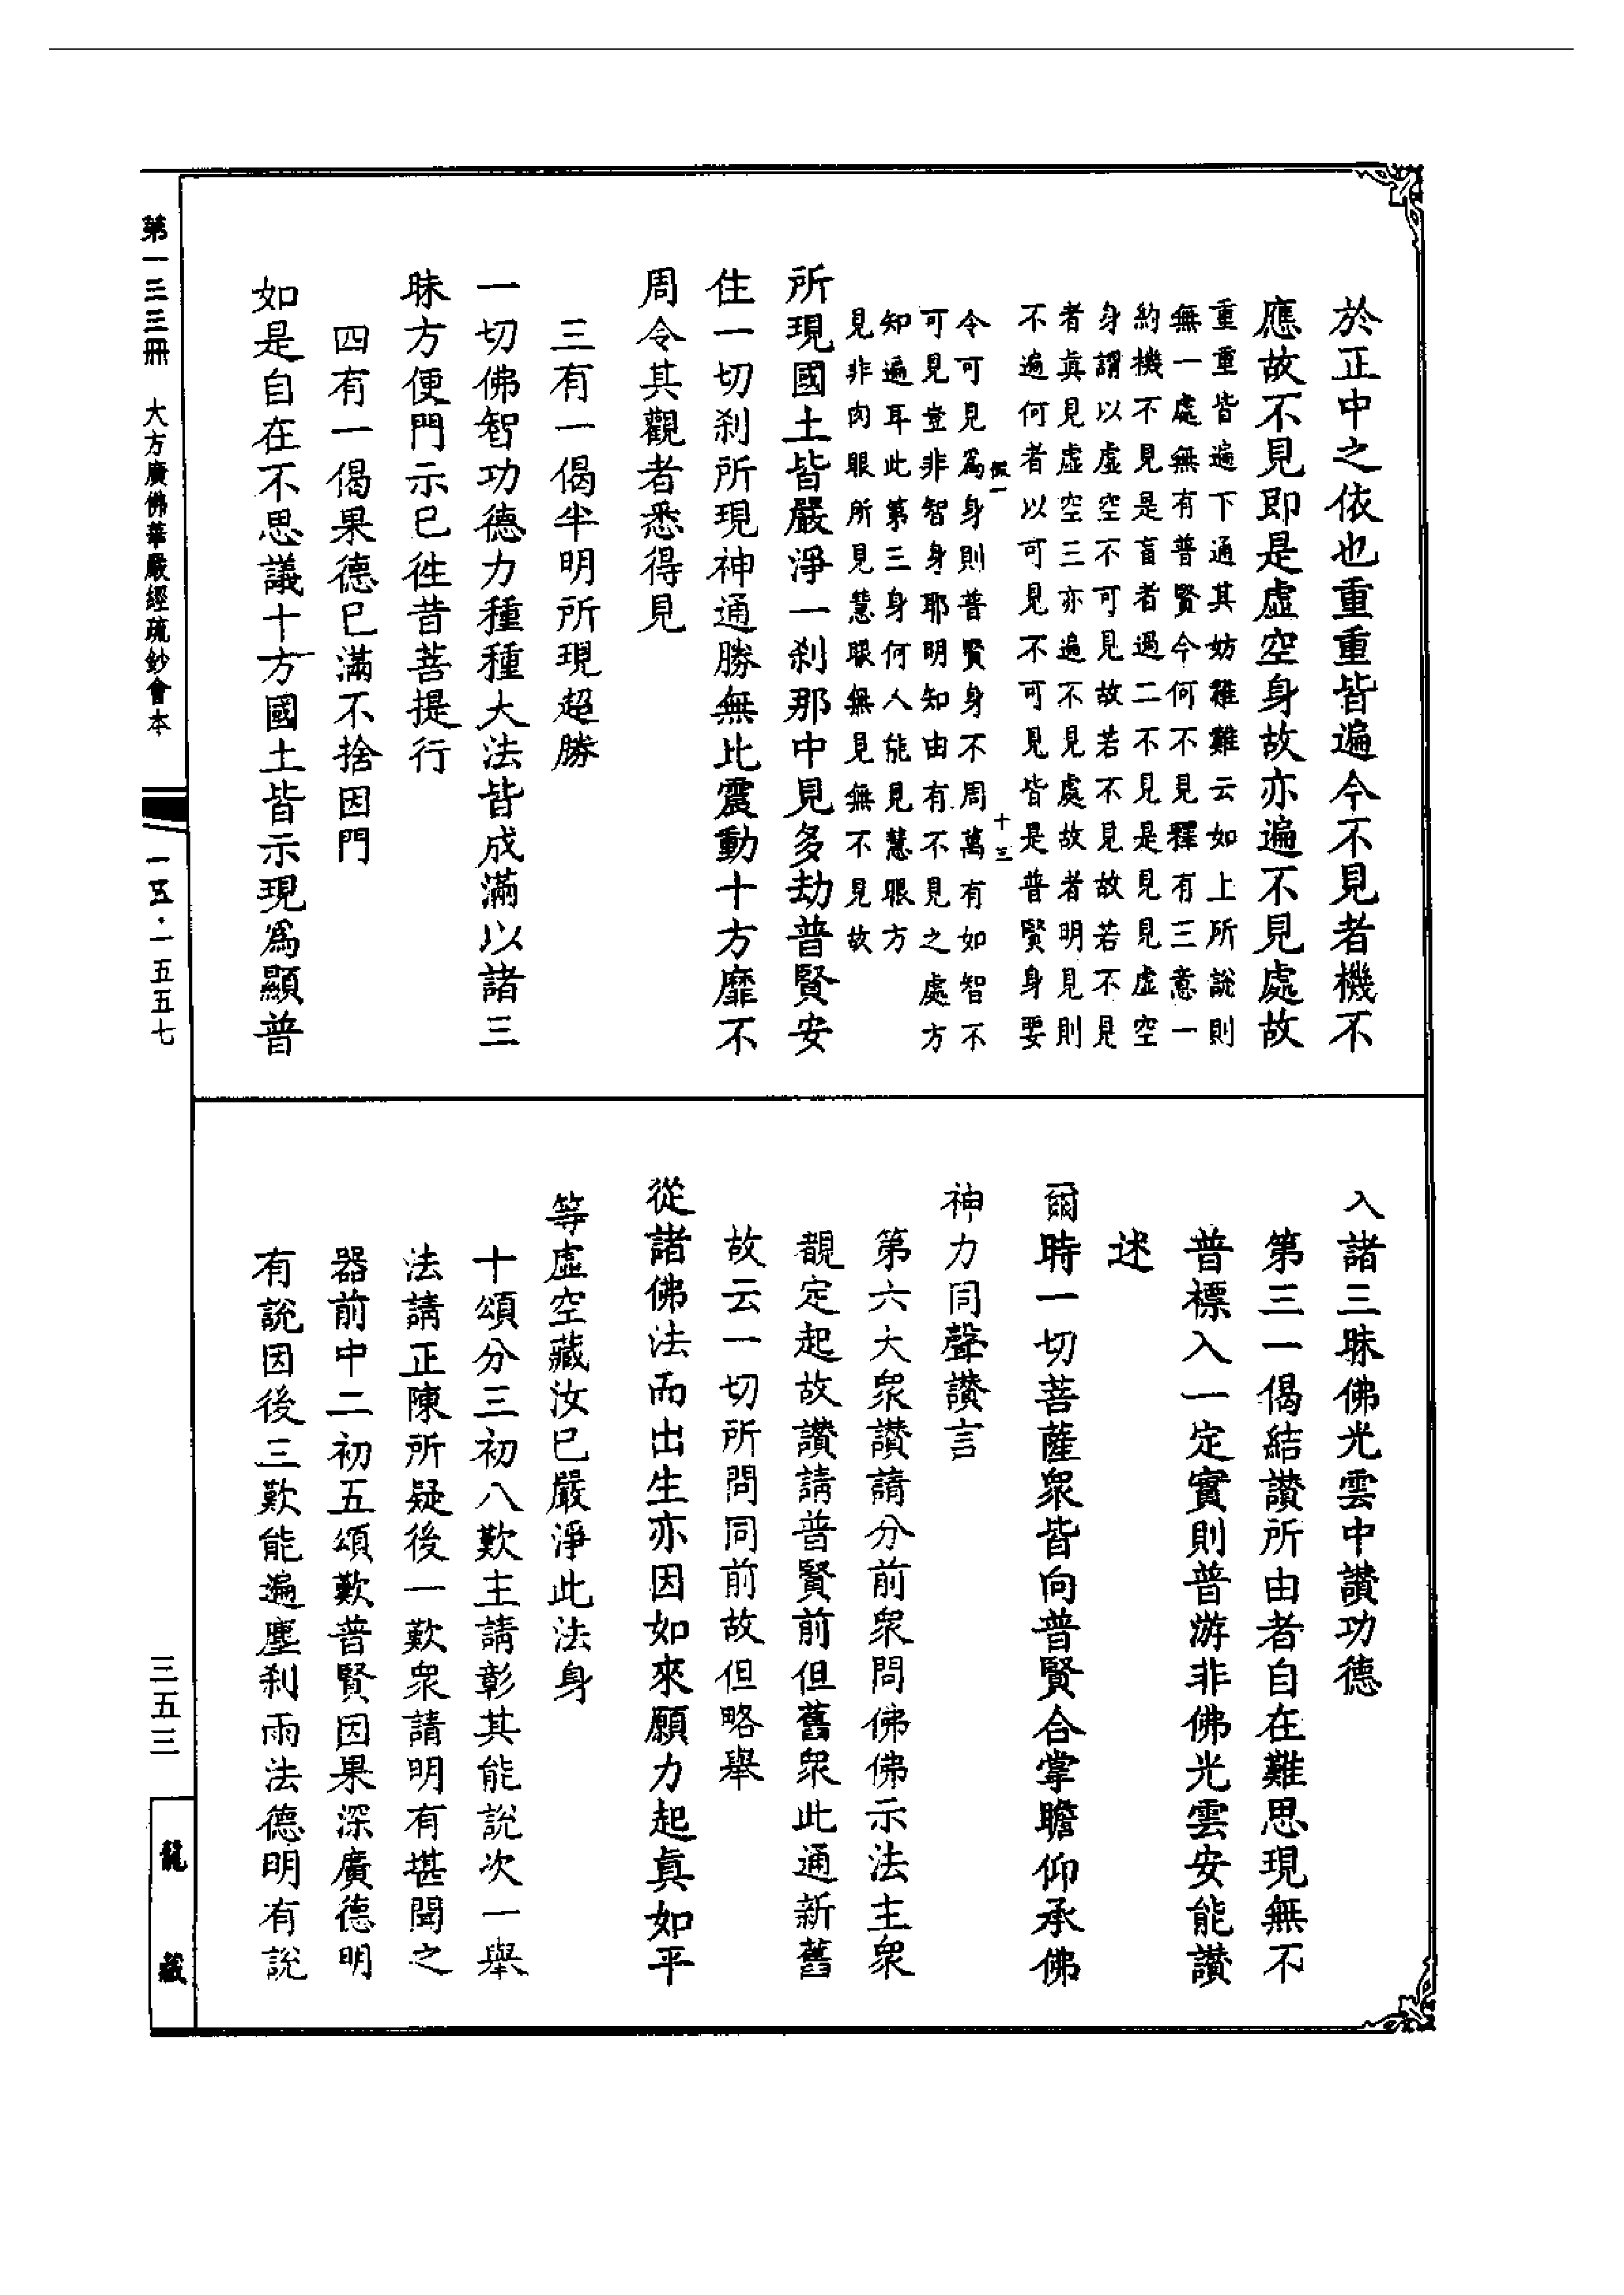 於正中之依也重重皆遍今不見者機不
應故不見即是虛空身故亦遍不見處故
重重皆遍下通其妨難難云如上所說則
無一處無有普賢今何不見釋有三意一
約機不見是盲者過二不見是見見虛空
身謂以虛空不可見故若不見故若不見
者眞見虛空三亦遍不見處故者明見則
不遍何者以可見不可見皆是普賢身要
十三
令可見爲身則普賢身不周萬有如智不
可見豈非智身耶明知由有不見之處方
知遍耳此第三身何人能見慧眼方
見非肉眼所見慧眼無見無不見故
所現國土皆嚴淨一刹那中見多劫普賢安
住一切刹所現神通勝無比震動十方靡不
周令其觀者悉得見
三有一偈半明所現超勝
一切佛智功德力種種大法皆成滿以諸三
昧方便門示已往昔菩提行
四有一偈果德已滿不捨因門
如是自在不思議十方國土皆示現爲顯普
第一三三冊 大方廣佛華嚴經疏鈔會本
一五·一五五七
入諸三昧佛光雲中讚功德
第三一偈結讚所由者自在難思現無不
普標入一定實則普游非佛光雲安能讚
述
爾時一切菩薩眾皆向普賢合掌瞻仰承佛
神力同聲讚言
第六大眾讚請分前眾問佛佛示法主眾
覩定起故讚請普賢前但舊眾此通新舊
故云一切所問同前故但略舉
從諸佛法而出生亦因如來願力起眞如平
等虛空藏汝已嚴淨此法身
十頌分三初八歎主請彰其能說次一舉
法請正陳所疑後一歎眾請明有堪聞之
器前中二初五頌歎普賢因果深廣德明
有說因後三歎能遍塵刹雨法德明有說
三五三
龍藏